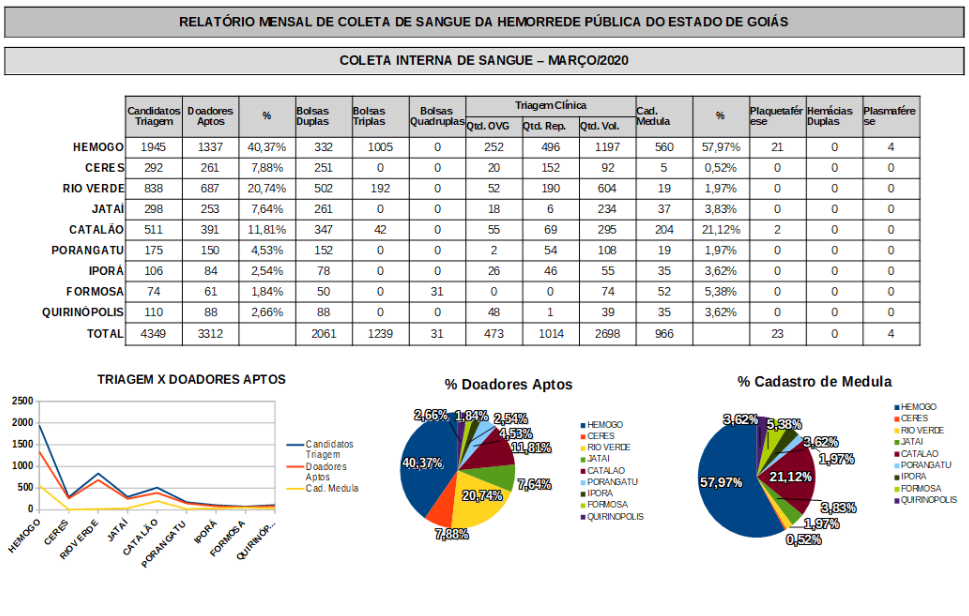 RELATÓRIO MENSAL DE COLETA DE SANGUE DA HEMORREDE PÚBLICA DO ESTADO DE GOIÁS
COLETA INTERNA DE SANGUE – MARÇO/2020
Candidatos Triagem Doadores Aptos % Bolsas Duplas Bolsas Triplas Bolsas Quadruplas Triagem Clínica Cad. Medula % Plaquetaférese Hemácias Duplas Plasmaférese
Qtd. OVG Qtd. Rep. Qtd. Vol.
HEMOGO 1945 1337 40,37% 332 1005 0 252 496 1197 560 57,97% 21 0 4
CERES 292 261 7,88% 251 0 0 20 152 92 5 0,52% 0 0 0
RIO VERDE 838 687 20,74% 502 192 0 52 190 604 19 1,97% 0 0 0
JATAÍ 298 253 7,64% 261 0 0 18 6 234 37 3,83% 0 0 0
CATALÃO 511 391 11,81% 347 42 0 55 69 295 204 21,12% 2 0 0
PORANGATU 175 150 4,53% 152 0 0 2 54 108 19 1,97% 0 0 0
IPORÁ 106 84 2,54% 78 0 0 26 46 55 35 3,62% 0 0 0
FORMOSA 74 61 1,84% 50 0 31 0 0 74 52 5,38% 0 0 0
QUIRINÓPOLIS 110 88 2,66% 88 0 0 48 1 39 35 3,62% 0 0 0
TOTAL 4349 3312 2061 1239 31 473 1014 2698 966 23 0 4
TRIAGEM X DOADORES APTOS
2500
2000
1500
1000
500
0
HEMOGO
CERES
RIO VERDE
JATAÍ
CATALÃO
PORANGATU
IPORÁ
FORMOSA
QUIRINÓP...
Candidatos
Triagem
Doadores
Aptos
Cad. Medula
% Doadores Aptos
2,66%
1,84%
2,54%
4,53%
11,81%
40,37%
7,64%
20,74%
7,88%
HEMOGO
CERES
RIO VERDE
JATAI
CATALAO
PORANGATU
IPORA
FORMOSA
QUIRINOPOLIS
% Cadastro de Medula
3,62%
5,38%
3,62%
1,97%
57,97%
21,12%
3,83%
1,97%
0,52%
HEMOGO
CERES
RIO VERDE
JATAI
CATALAO
PORANGATU
IPORA
FORMOSA
QUIRINOPOLIS